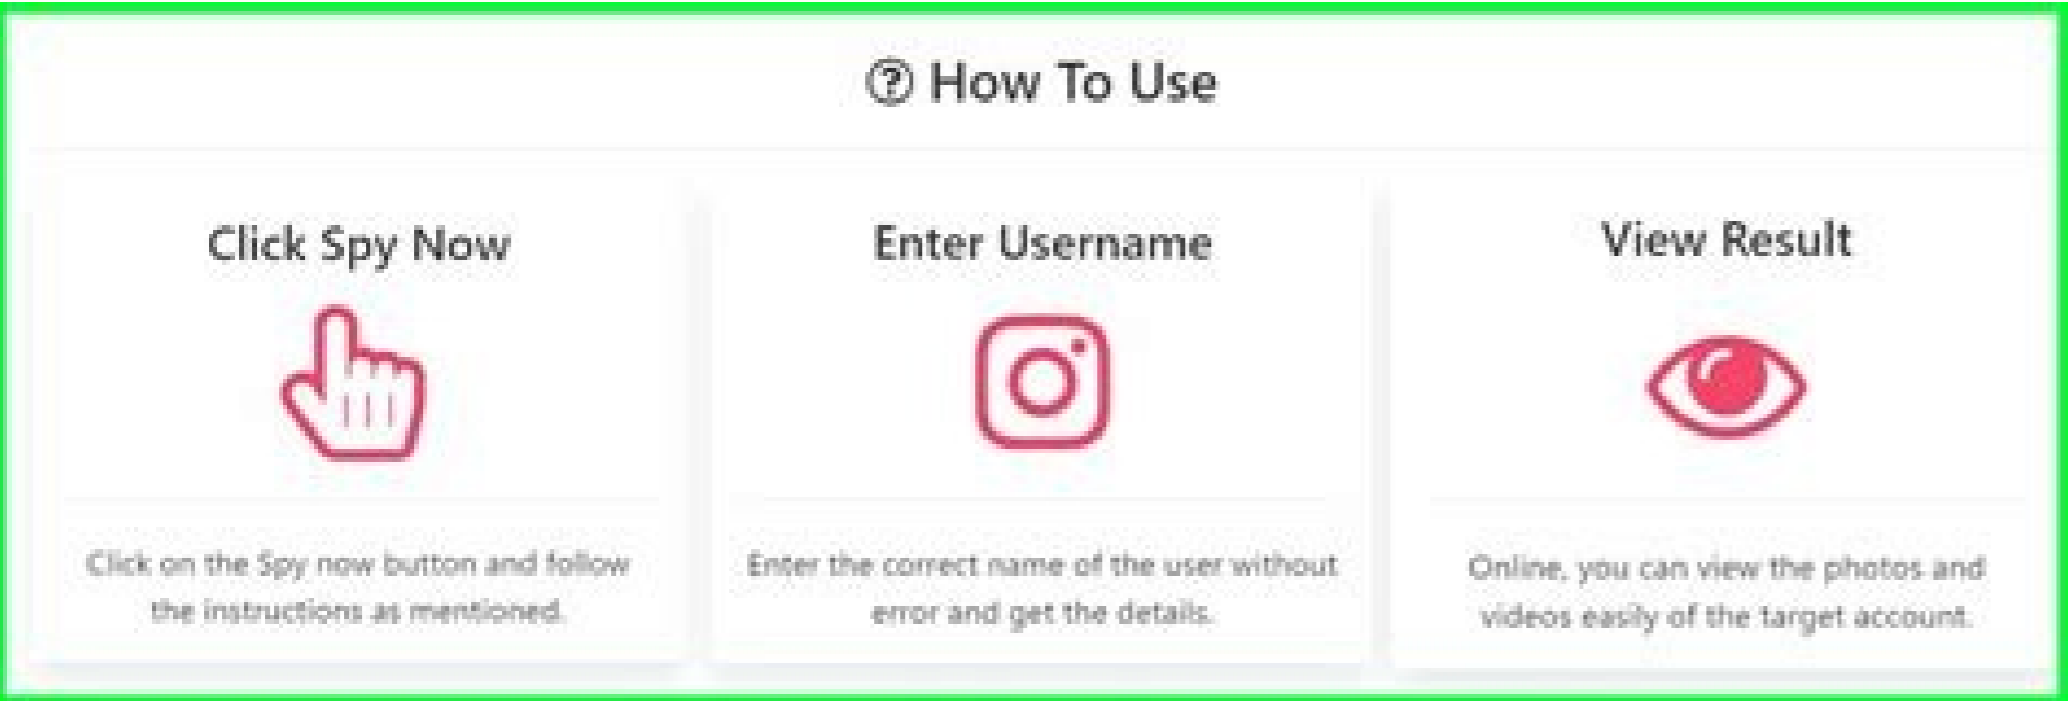 How To Use
Click Spy Now
Click on the Spy now button and follow
the instructions as mentioned.
Enter Username
Enter the correct name of the user without
error and get the details.
View Result
Online, you can view the photos and
videos easily of the target account.